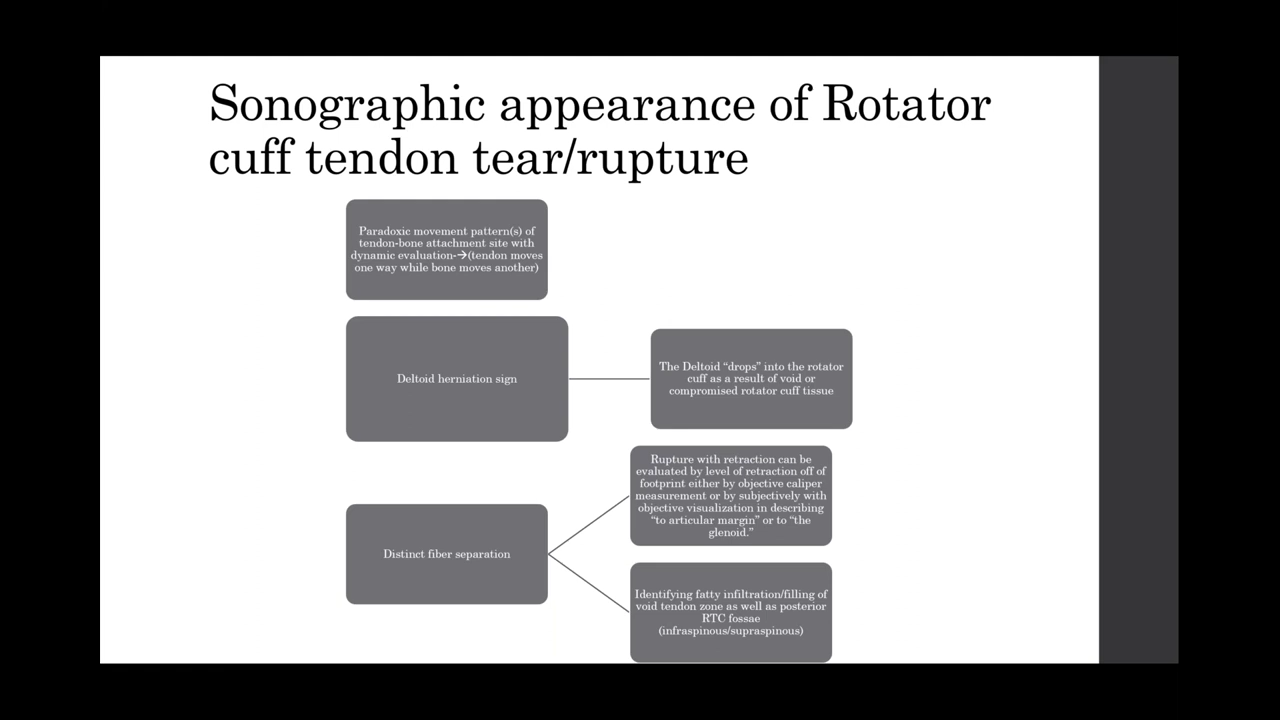 Sonographic appearance of Rotator
cuff tendon tear/rupture
Paradoxic movement pattern(s) of
tendon-bone attachment site with
dynamic evaluation-→(tendon moves
one way while bone moves another)
Deltoid herniation sign
The Deltoid “drops” into the rotator
cuff as a result of void or
compromised rotator cuff tissue
Distinct fiber separation
Rupture with retraction can be
evaluated by level of retraction off of
footprint either by objective caliper
measurement or by subjectively with
objective visualization in describing
“to articular margin” or to “the
glenoid.”
Identifying fatty infiltration/filling of
void tendon zone as well as posterior
RTC fossae
(infraspinous/supraspinous)